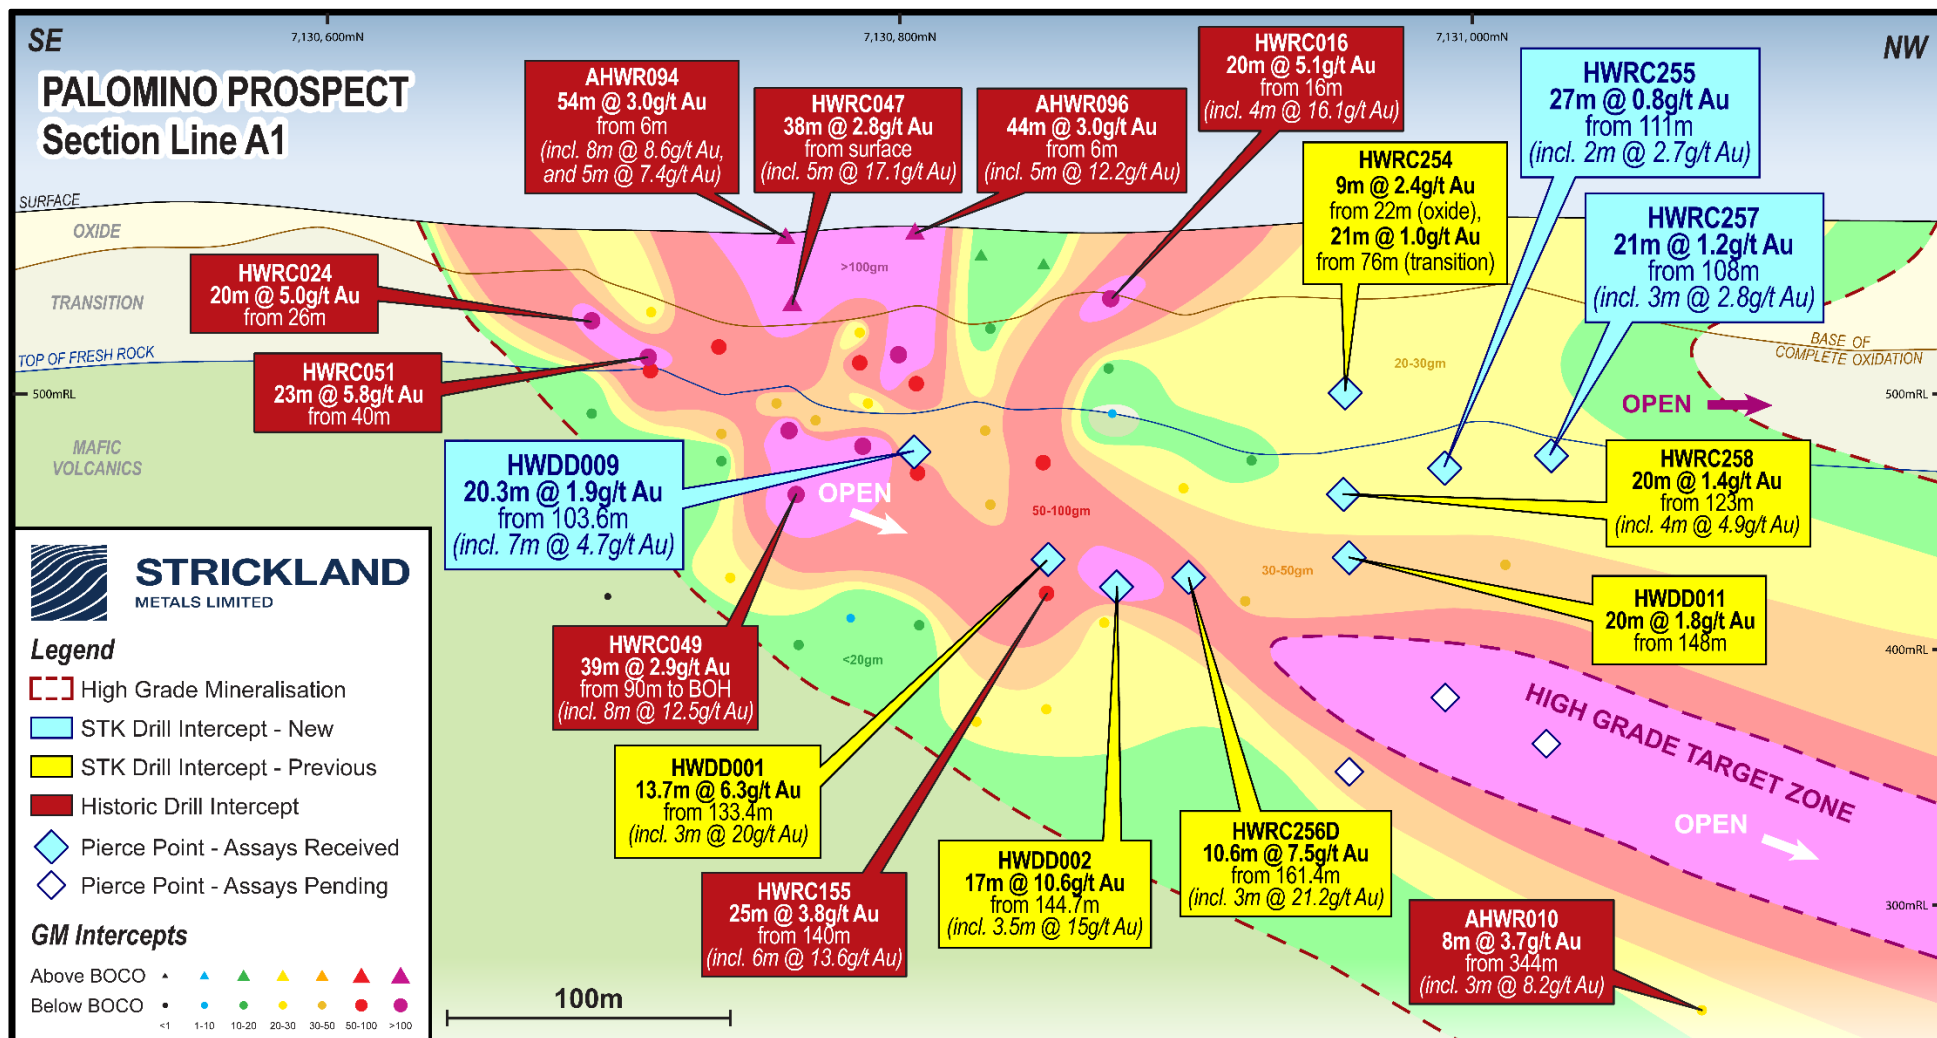 SE
7,130, 600mN
7,130, 800mN
7,131, 000mN
NW
PALOMINO PROSPECT
Section Line A1
AHWR094
54m @ 3.0g/t Au
from 6m
(incl. 8m @ 8.6g/t Au,
and 5m @ 7.4g/t Au)
HWRC047
38m @ 2.8g/t Au
from surface
(incl. 5m @ 17.1g/t Au)
AHWR096
44m @ 3.0g/t Au
from 6m
(incl. 5m @ 12.2g/t Au)
HWRC016
20m @ 5.1g/t Au
from 16m
(incl. 4m @ 16.1g/t Au)
HWRC254
9m @ 2.4g/t Au
from 22m (oxide),
21m @ 1.0g/t Au
from 76m (transition)
HWRC255
27m @ 0.8g/t Au
from 111m
(incl. 2m @ 2.7g/t Au)
HWRC257
21m @ 1.2g/t Au
from 108m
(incl. 3m @ 2.8g/t Au)
SURFACE
OXIDE
TRANSITION
TOP OF FRESH ROCK
500mRL
MAFIC
VOLCANICS
HWRC024
20m @ 5.0g/t Au
from 26m
HWRC051
23m @ 5.8g/t Au
from 40m
>100gm
20-30gm
BASE OF
COMPLETE OXIDATION
500mRL
OPEN
HWDD009
20.3m @ 1.9g/t Au
from 103.6m
(incl. 7m @ 4.7g/t Au)
OPEN
50-100gm
30-50gm
<20gm
HWRC258
20m @ 1.4g/t Au
from 123m
(incl. 4m @ 4.9g/t Au)
HWDD011
20m @ 1.8g/t Au
from 148m
400mRL
HWRC049
39m @ 2.9g/t Au
from 90m to BOH
(incl. 8m @ 12.5g/t Au)
HWDD001
13.7m @ 6.3g/t Au
from 133.4m
(incl. 3m @ 20g/t Au)
HWRC155
25m @ 3.8g/t Au
from 140m
(incl. 6m @ 13.6g/t Au)
HWDD002
17m @ 10.6g/t Au
from 144.7m
(incl. 3.5m @ 15g/t Au)
HWRC256D
10.6m @ 7.5g/t Au
from 161.4m
(incl. 3m @ 21.2g/t Au)
HIGH GRADE TARGET ZONE
OPEN
300mRL
AHWR010
8m @ 3.7g/t Au
from 344m
(incl. 3m @ 8.2g/t Au)
100m
STRICKLAND
METALS LIMITED
Legend
High Grade Mineralisation
STK Drill Intercept - New
STK Drill Intercept - Previous
Historic Drill Intercept
Pierce Point - Assays Received
Pierce Point - Assays Pending
GM Intercepts
Above BOCO
Below BOCO
<1 1-10 10-20 20-30 30-50 50-100 >100